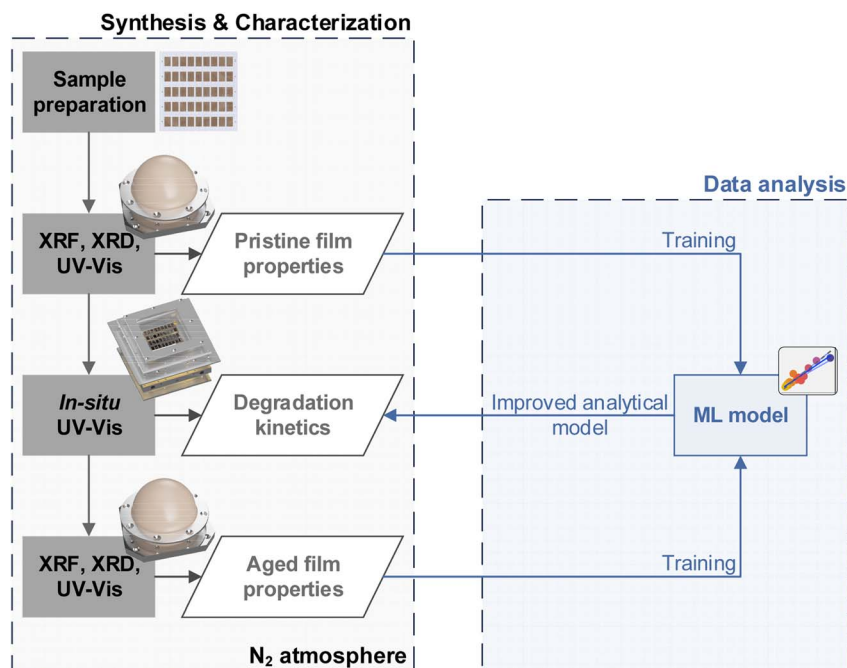 Synthesis & Characterization
Sample
preparation
Data analysis
XRF, XRD,
UV-Vis
Pristine film
properties
Training
In-situ
UV-Vis
Degradation
kinetics
Improved analytical
model
ML model
XRF, XRD,
UV-Vis
Aged film
properties
Training
N₂ atmosphere